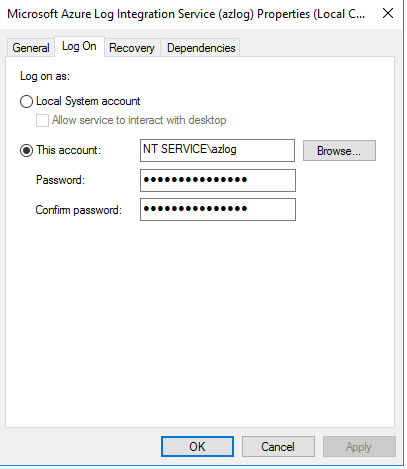 Microsoft Azure Log Integration Service (azlog) Properties (Local C...
General Log On Recovery Dependencies
Log on as:
Local System account
Allow service to interact with desktop
This account: NT SERVICE\azlog Browse...
Password: •••••••••••••••
Confirm password: •••••••••••••••
OK Cancel Apply